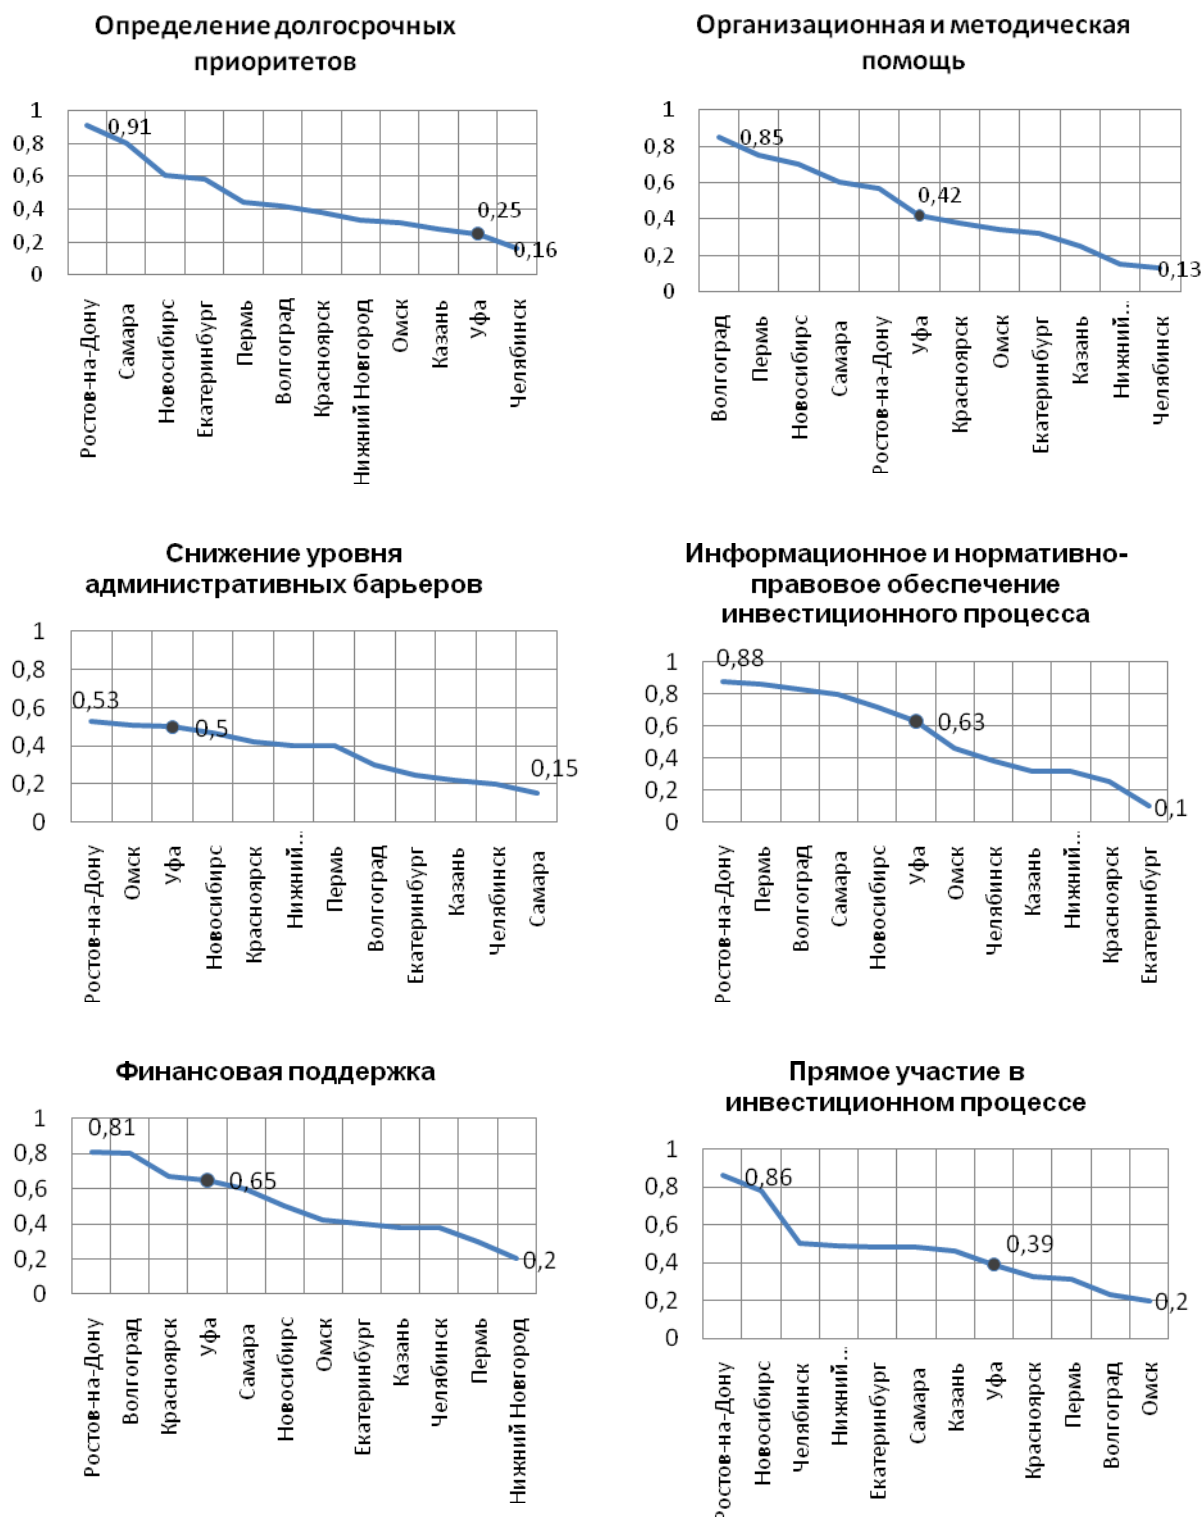 Определение долгосрочных
приоритетов
1
0,8
0,6
0,4
0,2
0
0,91
0,25
0,16
Ростов-на-Дону
Самара
Новосибирс
Екатеринбург
Пермь
Волгоград
Красноярск
Нижний Новгород
Омск
Казань
Уфа
Челябинск
Организационная и методическая
помощь
1
0,8
0,6
0,4
0,2
0
0,85
0,42
0,13
Волгоград
Пермь
Новосибирс
Самара
Ростов-на-Дону
Уфа
Красноярск
Омск
Екатеринбург
Казань
Нижний...
Челябинск
Снижение уровня
административных барьеров
1
0,8
0,6
0,4
0,2
0
0,53
0,5
0,15
Ростов-на-Дону
Омск
Уфа
Новосибирс
Красноярск
Нижний...
Пермь
Волгоград
Екатеринбург
Казань
Челябинск
Самара
Информационное и нормативно-
правовое обеспечение
инвестиционного процесса
1
0,8
0,6
0,4
0,2
0
0,88
0,63
0,1
Ростов-на-Дону
Пермь
Волгоград
Самара
Новосибирс
Уфа
Омск
Челябинск
Казань
Нижний...
Красноярск
Екатеринбург
Финансовая поддержка
1
0,8
0,6
0,4
0,2
0
0,81
0,65
0,2
Ростов-на-Дону
Волгоград
Красноярск
Уфа
Самара
Новосибирс
Омск
Екатеринбург
Казань
Челябинск
Пермь
Нижний Новгород
Прямое участие в
инвестиционном процессе
1
0,8
0,6
0,4
0,2
0
0,86
0,39
0,2
Ростов-на-Дону
Новосибирс
Челябинск
Нижний...
Екатеринбург
Самара
Казань
Уфа
Красноярск
Пермь
Волгоград
Омск